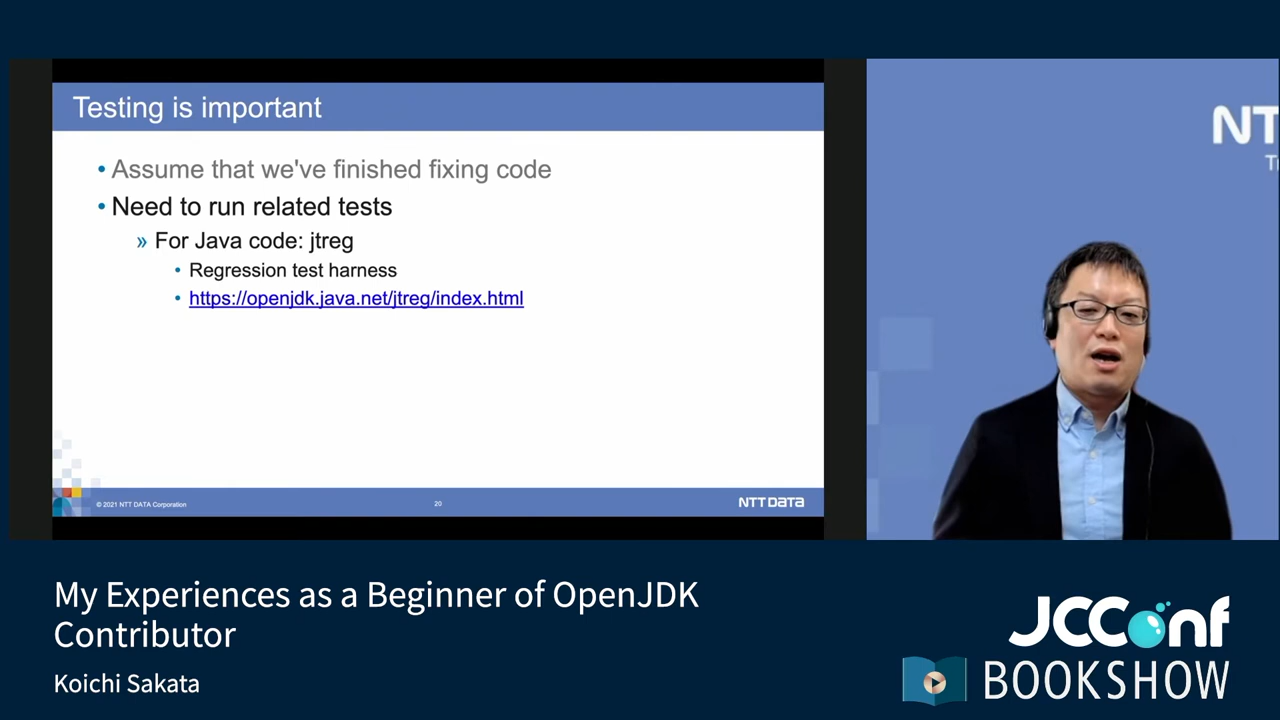 Testing is important
• Assume that we've finished fixing code
• Need to run related tests
» For Java code: jtreg
• Regression test harness
• https://openjdk.java.net/jtreg/index.html
© 2021 NTT DATA Corporation
20
NTT DATA
NT
My Experiences as a Beginner of OpenJDK
Contributor
Koichi Sakata
JCConf
BOOKSHOW